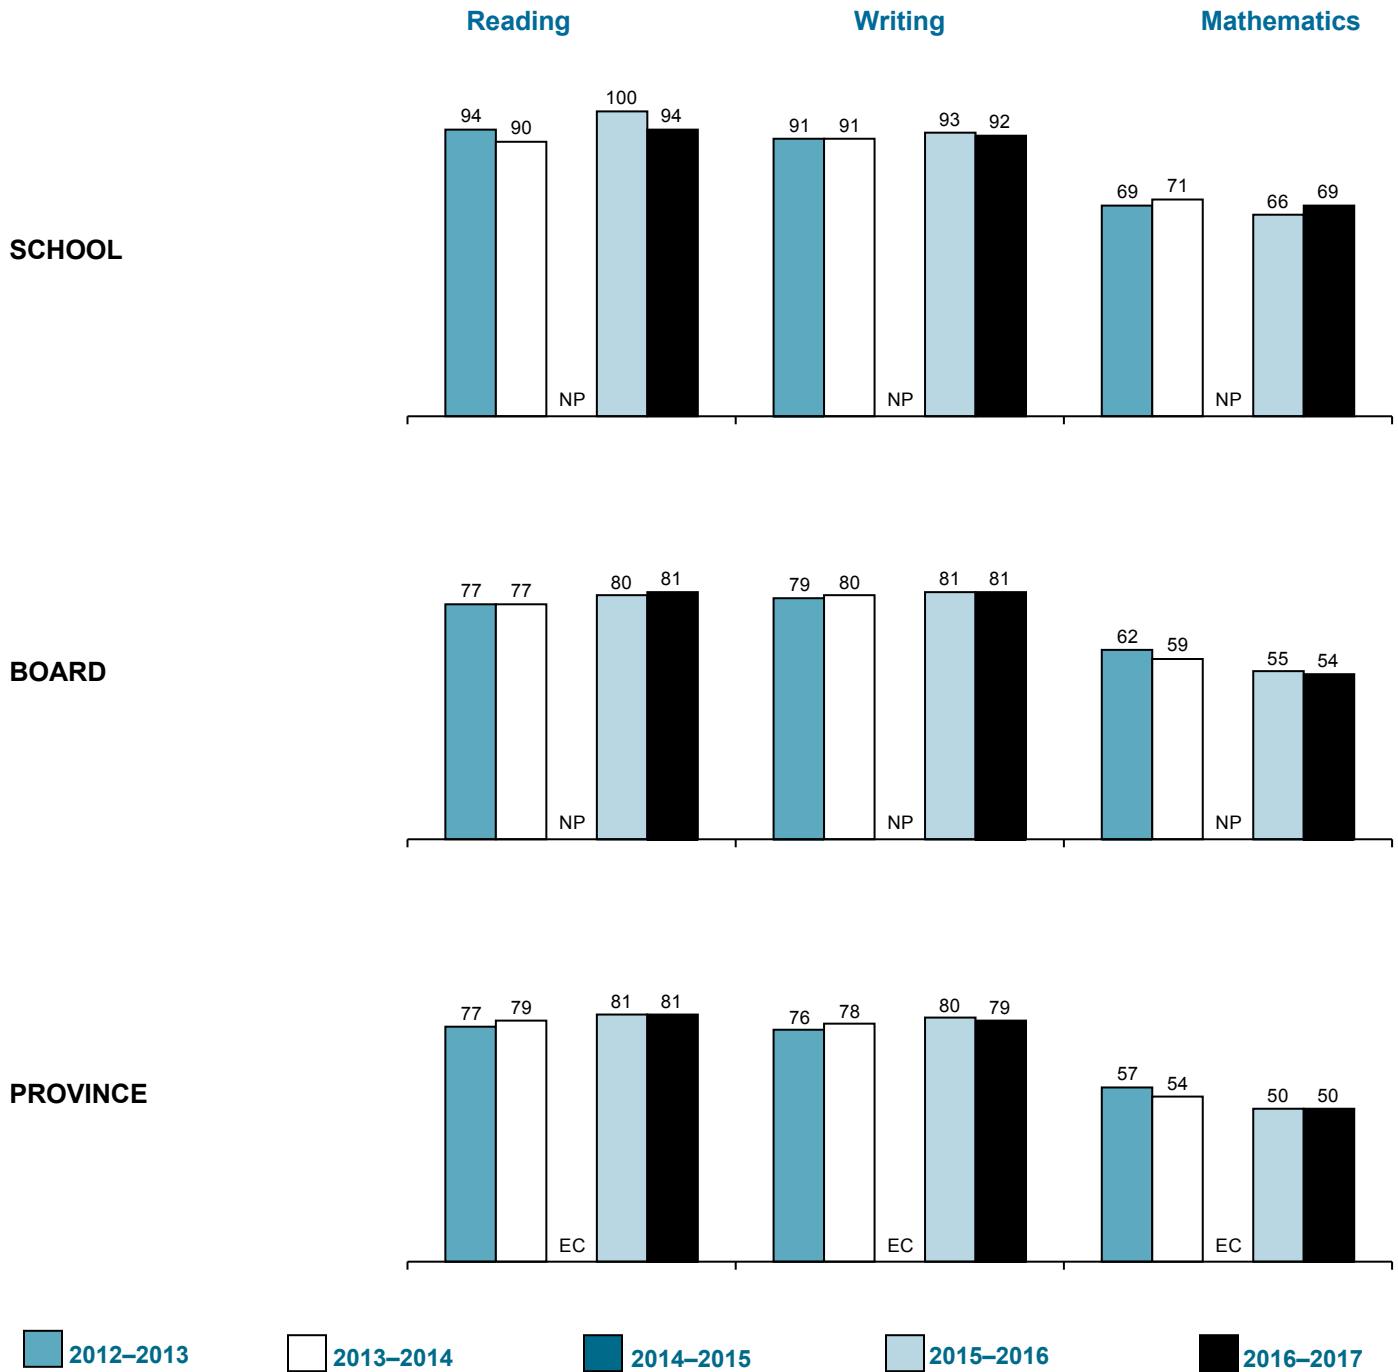 Reading Writing Mathematics
SCHOOL
94 90 NP 100 94 91 91 NP 93 92 69 71 NP 66 69
BOARD
77 77 NP 80 81 79 80 NP 81 81 62 59 NP 55 54
PROVINCE
77 79 EC 81 81 76 78 EC 80 79 57 54 EC 50 50
2012–2013 2013–2014 2014–2015 2015–2016 2016–2017